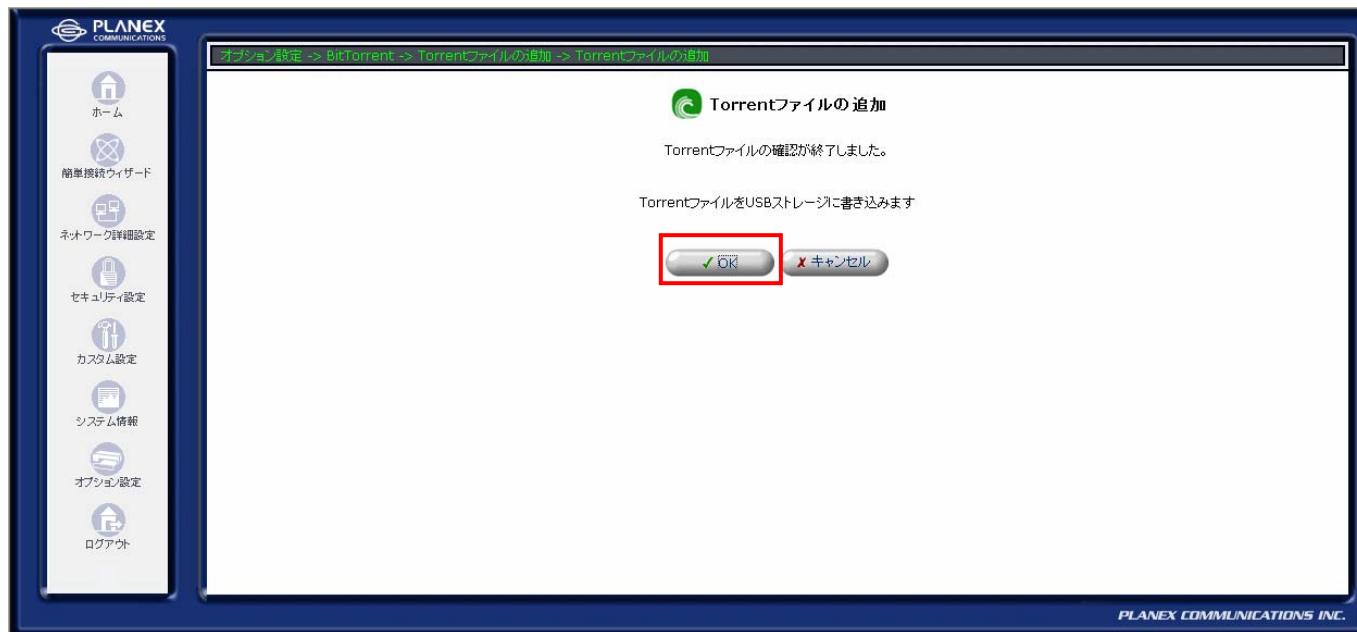 PLANEX
COMMUNICATIONS
オプション設定 -> BitTorrent -> Torrentファイルの追加 -> Torrentファイルの追加
ホーム
簡単接続ウィザード
ネットワーク詳細設定
セキュリティ設定
カスタム設定
システム情報
オプション設定
ログアウト
Torrentファイルの追加
Torrentファイルの確認が終了しました。
TorrentファイルをUSBストレージに書き込みます
OK
キャンセル
PLANEX COMMUNICATIONS INC.